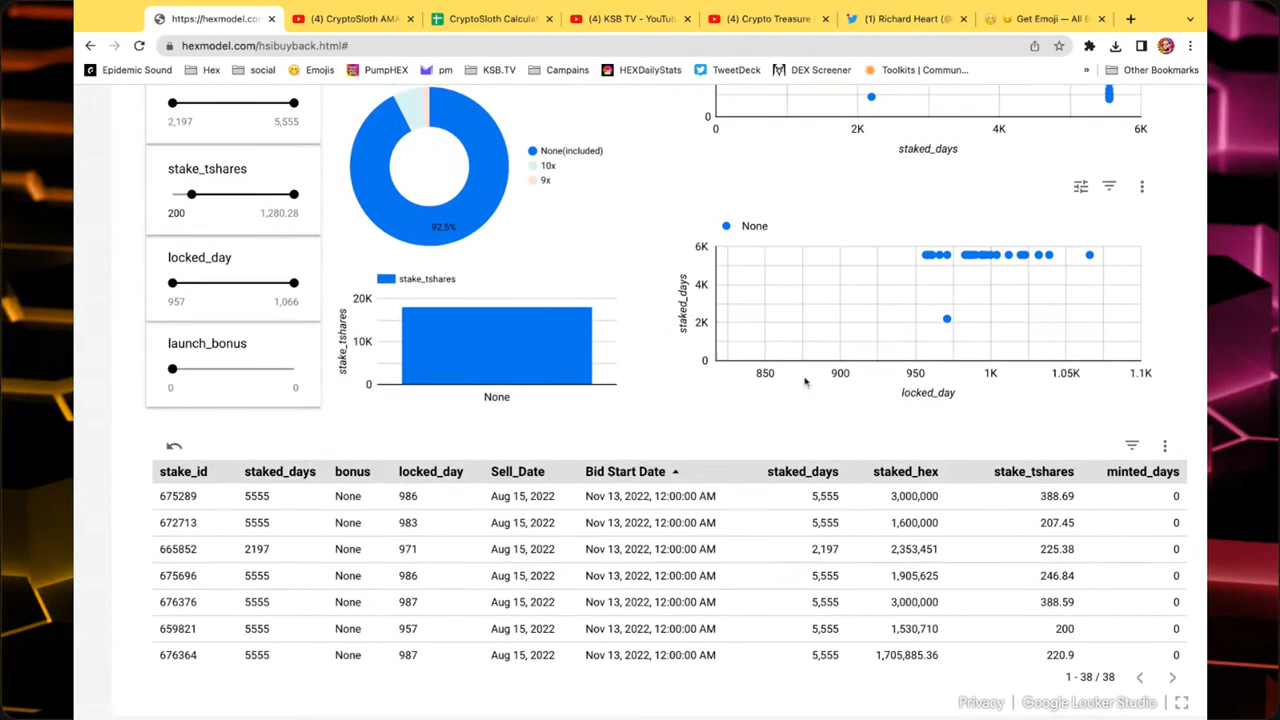 https://hexmodel.com/hsi
(4) CryptoSloth AMA
CryptoSloth Calculat
(4) KSB TV - YouTub
(4) Crypto Treasure
(1) Richard Heart (@
Get Emoji — All E
hexmodel.com/hsibuyback.html#
Epidemic Sound
Hex
social
Emojis
PumpHEX
pm
KSB.TV
Campains
HEXDailyStats
TweetDeck
DEX Screener
Toolkits | Commun...
»
Other Bookmarks
2,197 5,555
stake_tshares
200 1,280.28
locked_day
957 1,066
launch_bonus
0 0
None(included)
10x
9x
92.5%
stake_tshares
20K
10K
0
stake_tshares
None
0
0 2K 4K 6K
staked_days
None
6K
4K
2K
0
staked_days
850 900 950 1K 1.05K 1.1K
locked_day
stake_id staked_days bonus locked_day Sell_Date Bid Start Date staked_days staked_hex stake_tshares minted_days
675289 5555 None 986 Aug 15, 2022 Nov 13, 2022, 12:00:00 AM 5,555 3,000,000 388.69 0
672713 5555 None 983 Aug 15, 2022 Nov 13, 2022, 12:00:00 AM 5,555 1,600,000 207.45 0
665852 2197 None 971 Aug 15, 2022 Nov 13, 2022, 12:00:00 AM 2,197 2,353,451 225.38 0
675696 5555 None 986 Aug 15, 2022 Nov 13, 2022, 12:00:00 AM 5,555 1,905,625 246.84 0
676376 5555 None 987 Aug 15, 2022 Nov 13, 2022, 12:00:00 AM 5,555 3,000,000 388.59 0
659821 5555 None 957 Aug 15, 2022 Nov 13, 2022, 12:00:00 AM 5,555 1,530,710 200 0
676364 5555 None 987 Aug 15, 2022 Nov 13, 2022, 12:00:00 AM 5,555 1,705,885.36 220.9 0
1 - 38 / 38
Privacy | Google Looker Studio